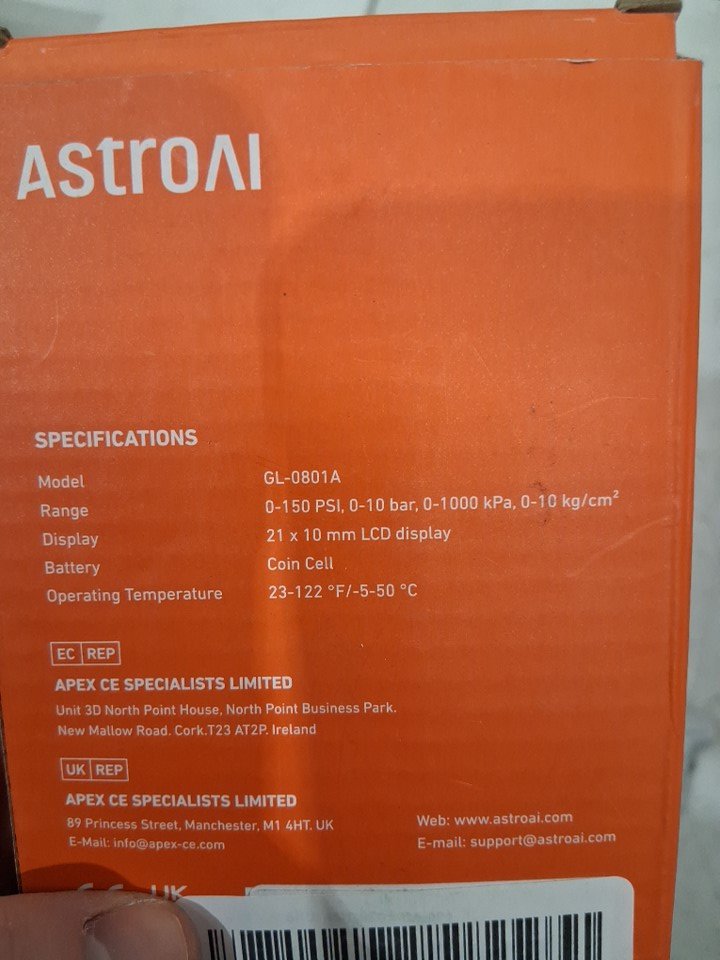 AstroAI
SPECIFICATIONS
Model GL-0801A
Range 0-150 PSI, 0-10 bar, 0-1000 kPa, 0-10 kg/cm²
Display 21 x 10 mm LCD display
Battery Coin Cell
Operating Temperature 23-122 °F/-5-50 °C
EC REP
APEX CE SPECIALISTS LIMITED
Unit 3D North Point House, North Point Business Park.
New Mallow Road. Cork.T23 AT2P. Ireland
UK REP
APEX CE SPECIALISTS LIMITED
89 Princess Street, Manchester, M1 4HT. UK
E-Mail: info@apex-ce.com
Web: www.astroai.com
E-mail: support@astroai.com
UK